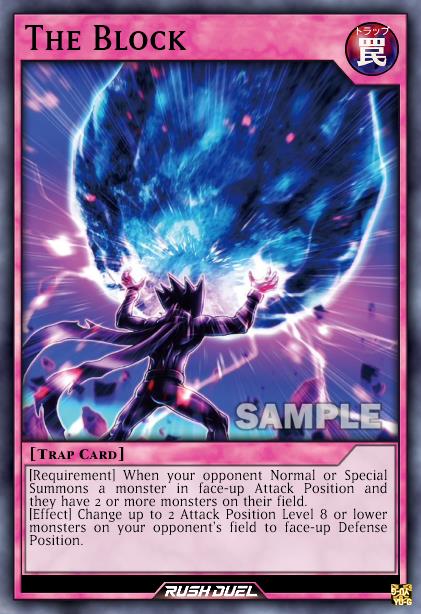 The Block
トラップ
罠
SAMPLE
[Trap Card]
[Requirement] When your opponent Normal or Special
Summons a monster in face-up Attack Position and
they have 2 or more monsters on their field.
[Effect] Change up to 2 Attack Position Level 8 or lower
monsters on your opponent's field to face-up Defense
Position.
RUSH DUEL